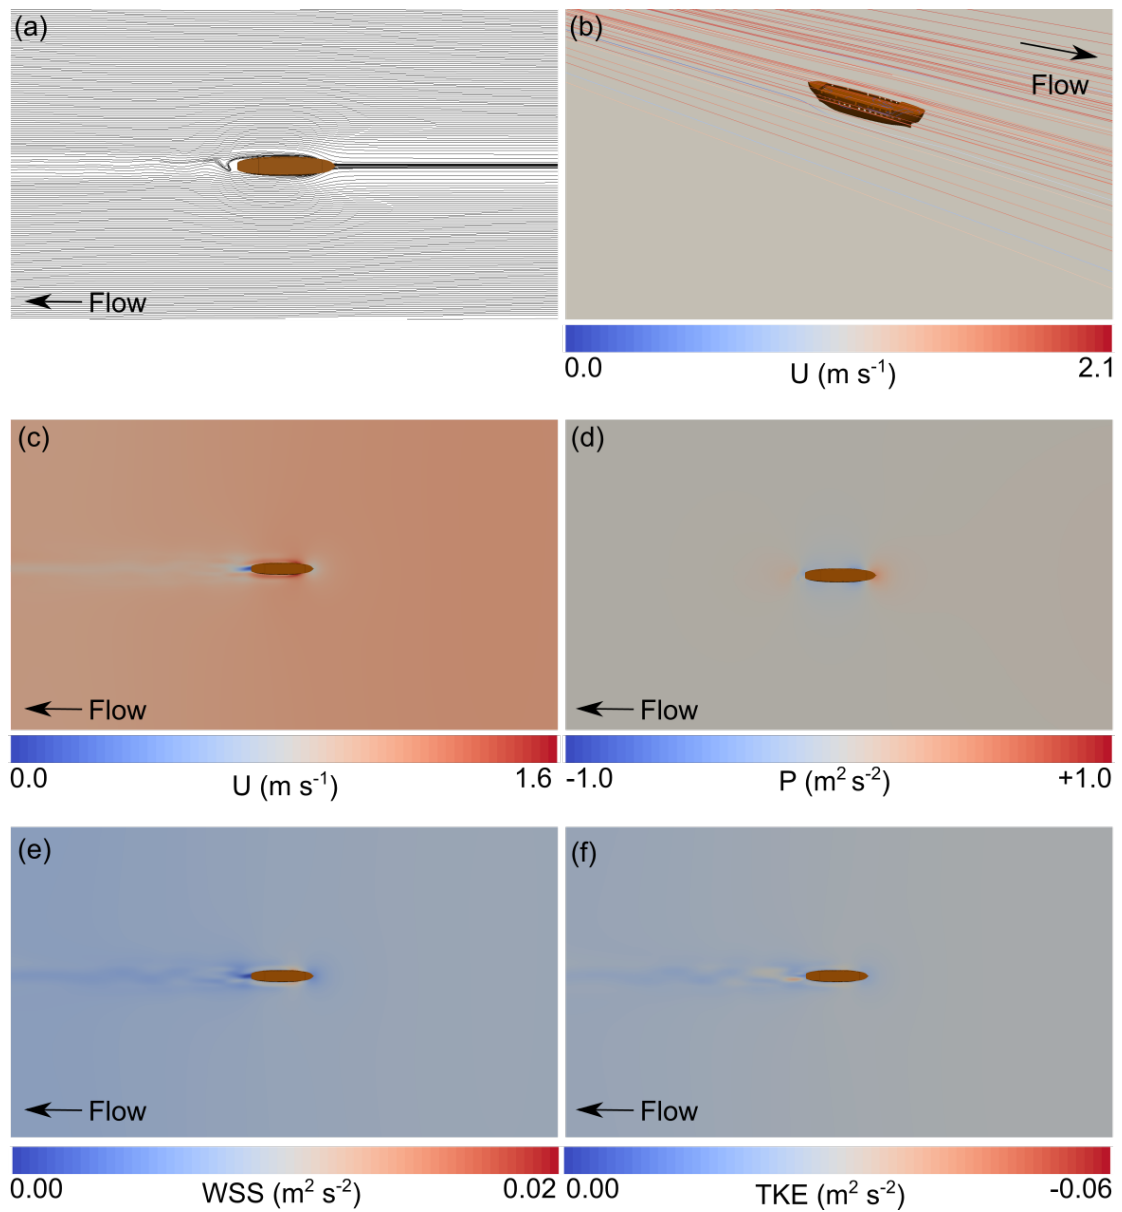 (a)
Flow
(b)
Flow
0.0 U (m s⁻¹) 2.1
(c)
Flow
0.0 U (m s⁻¹) 1.6
(d)
Flow
-1.0 P (m² s⁻²) +1.0
(e)
Flow
0.00 WSS (m² s⁻²) 0.02
(f)
Flow
0.00 TKE (m² s⁻²) -0.06